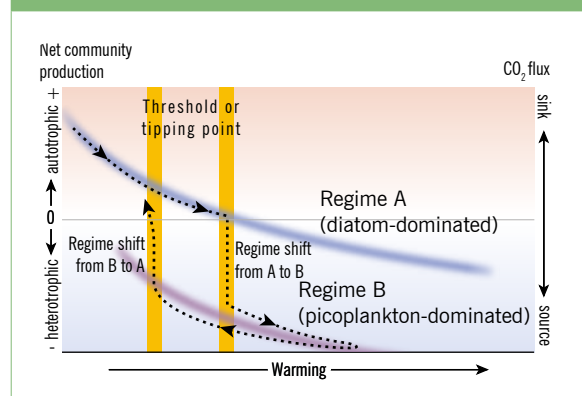 Net community
production
CO2 flux
Threshold or
tipping point
+
autotrophic
0
heterotrophic
-
sink
source
Regime A
(diatom-dominated)
Regime shift
from B to A
Regime shift
from A to B
Regime B
(picoplankton-dominated)
Warming